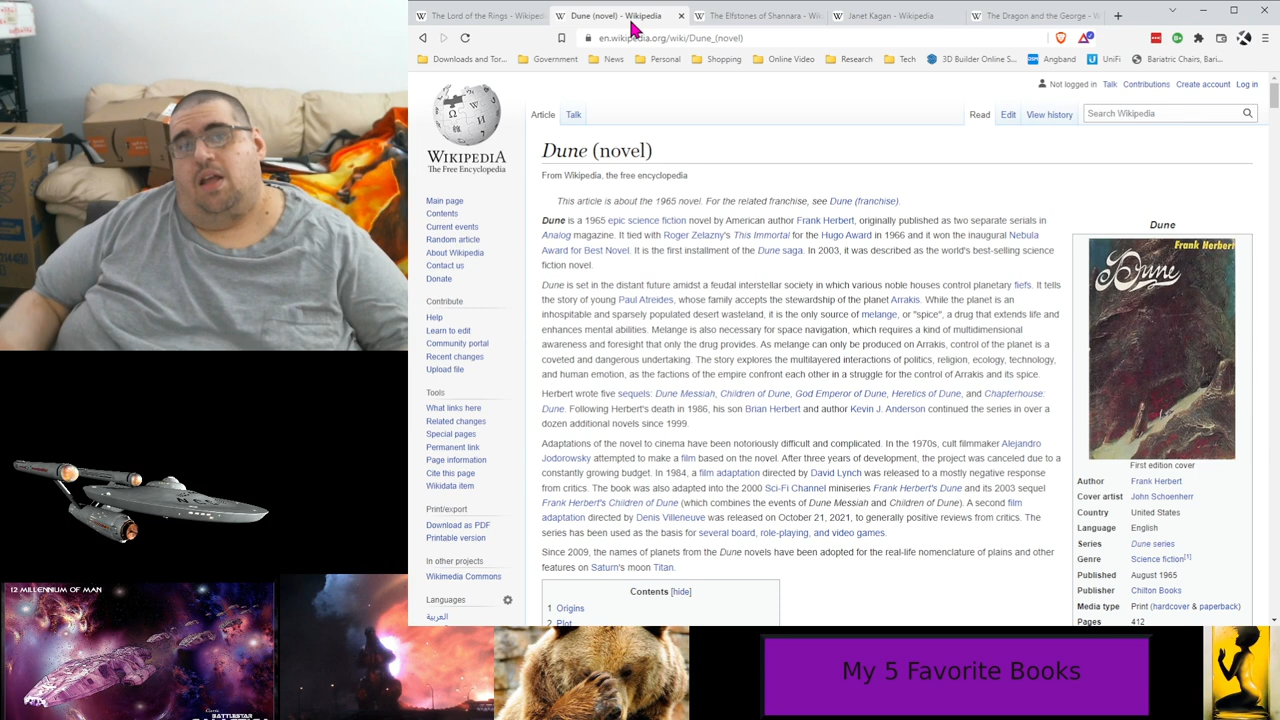 The Lord of the Rings - Wikiped
Dune (novel) - Wikipedia
The Elfstones of Shannara - Wiki
Janet Kagan - Wikipedia
The Dragon and the George - W
en.wikipedia.org/wiki/Dune_(novel)
Downloads and Tor...
Government
News
Personal
Shopping
Online Video
Research
Tech
3D Builder Online S...
Angband
UniFi
Bariatric Chairs, Bari...
Not logged in
Talk
Contributions
Create account
Log in
WIKIPEDIA
The Free Encyclopedia
Article
Talk
Read
Edit
View history
Search Wikipedia
Main page
Contents
Current events
Random article
About Wikipedia
Contact us
Donate
Contribute
Help
Learn to edit
Community portal
Recent changes
Upload file
Tools
What links here
Related changes
Special pages
Permanent link
Page information
Cite this page
Wikidata item
Print/export
Download as PDF
Printable version
In other projects
Wikimedia Commons
Languages
العربية
Dune (novel)
From Wikipedia, the free encyclopedia
This article is about the 1965 novel. For the related franchise, see Dune (franchise).
Dune is a 1965 epic science fiction novel by American author Frank Herbert, originally published as two separate serials in
Analog magazine. It tied with Roger Zelazny's This Immortal for the Hugo Award in 1966 and it won the inaugural Nebula
Award for Best Novel. It is the first installment of the Dune saga. In 2003, it was described as the world's best-selling science
fiction novel.
Dune is set in the distant future amidst a feudal interstellar society in which various noble houses control planetary fiefs. It tells
the story of young Paul Atreides, whose family accepts the stewardship of the planet Arrakis. While the planet is an
inhospitable and sparsely populated desert wasteland, it is the only source of melange, or "spice", a drug that extends life and
enhances mental abilities. Melange is also necessary for space navigation, which requires a kind of multidimensional
awareness and foresight that only the drug provides. As melange can only be produced on Arrakis, control of the planet is a
coveted and dangerous undertaking. The story explores the multilayered interactions of politics, religion, ecology, technology,
and human emotion, as the factions of the empire confront each other in a struggle for the control of Arrakis and its spice.
Herbert wrote five sequels: Dune Messiah, Children of Dune, God Emperor of Dune, Heretics of Dune, and Chapterhouse:
Dune. Following Herbert's death in 1986, his son Brian Herbert and author Kevin J. Anderson continued the series in over a
dozen additional novels since 1999.
Adaptations of the novel to cinema have been notoriously difficult and complicated. In the 1970s, cult filmmaker Alejandro
Jodorowsky attempted to make a film based on the novel. After three years of development, the project was canceled due to a
constantly growing budget. In 1984, a film adaptation directed by David Lynch was released to a mostly negative response
from critics. The book was also adapted into the 2000 Sci-Fi Channel miniseries Frank Herbert's Dune and its 2003 sequel
Frank Herbert's Children of Dune (which combines the events of Dune Messiah and Children of Dune). A second film
adaptation directed by Denis Villeneuve was released on October 21, 2021, to generally positive reviews from critics. The
series has been used as the basis for several board, role-playing, and video games.
Since 2009, the names of planets from the Dune novels have been adopted for the real-life nomenclature of plains and other
features on Saturn's moon Titan.
Contents [hide]
1 Origins
2 Plot
Dune
Frank Herbert
Dune
First edition cover
Author Frank Herbert
Cover artist John Schoenherr
Country United States
Language English
Series Dune series
Genre Science fiction[1]
Published August 1965
Publisher Chilton Books
Media type Print (hardcover & paperback)
Pages 412
12 MILLENNIUM OF MAN
BATTLESTAR
My 5 Favorite Books